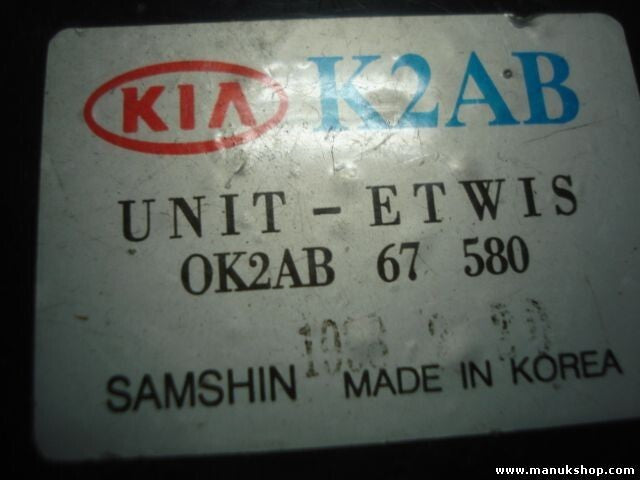 KIA K2AB
UNIT - ETWIS
OK2AB 67 580
SAMSHIN MADE IN KOREA
www.manukshop.com